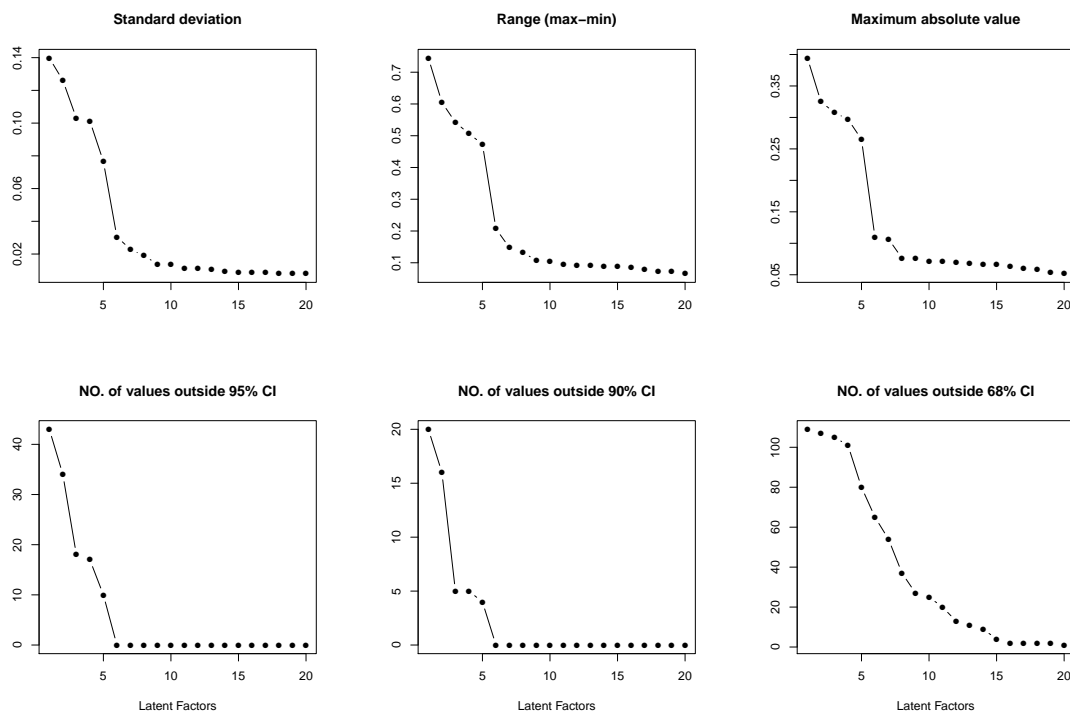 Standard deviation
0.02 0.06 0.10 0.14
5 10 15 20
Range (max−min)
0.1 0.2 0.3 0.4 0.5 0.6 0.7
5 10 15 20
Maximum absolute value
0.05 0.15 0.25 0.35
5 10 15 20
NO. of values outside 95% CI
0 10 20 30 40
5 10 15 20
Latent Factors
NO. of values outside 90% CI
0 5 10 15 20
5 10 15 20
Latent Factors
NO. of values outside 68% CI
0 20 40 60 80 100
5 10 15 20
Latent Factors